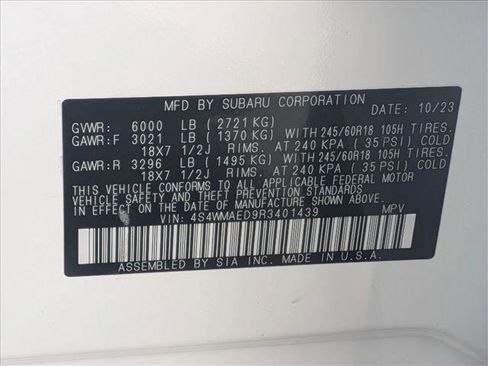 MFD BY SUBARU CORPORATION DATE: 10/23
GVWR: 6000 LB (2721 KG)
GAWR:F 3021 LB (1370 KG) WITH 245/60R18 105H TIRES.
18X7 1/2J RIMS. AT 240 KPA (35 PSI) COLD
GAWR:R 3296 LB (1495 KG) WITH 245/60R18 105H TIRES.
18X7 1/2J RIMS. AT 240 KPA (35 PSI) COLD
THIS VEHICLE CONFORMS TO ALL APPLICABLE FEDERAL MOTOR
VEHICLE SAFETY AND THEFT PREVENTION STANDARDS
IN EFFECT ON THE DATE OF MANUFACTURE SHOWN ABOVE.
VIN: 4S4WMAED9R3401439 MPV
ASSEMBLED BY SIA INC. MADE IN U.S.A.